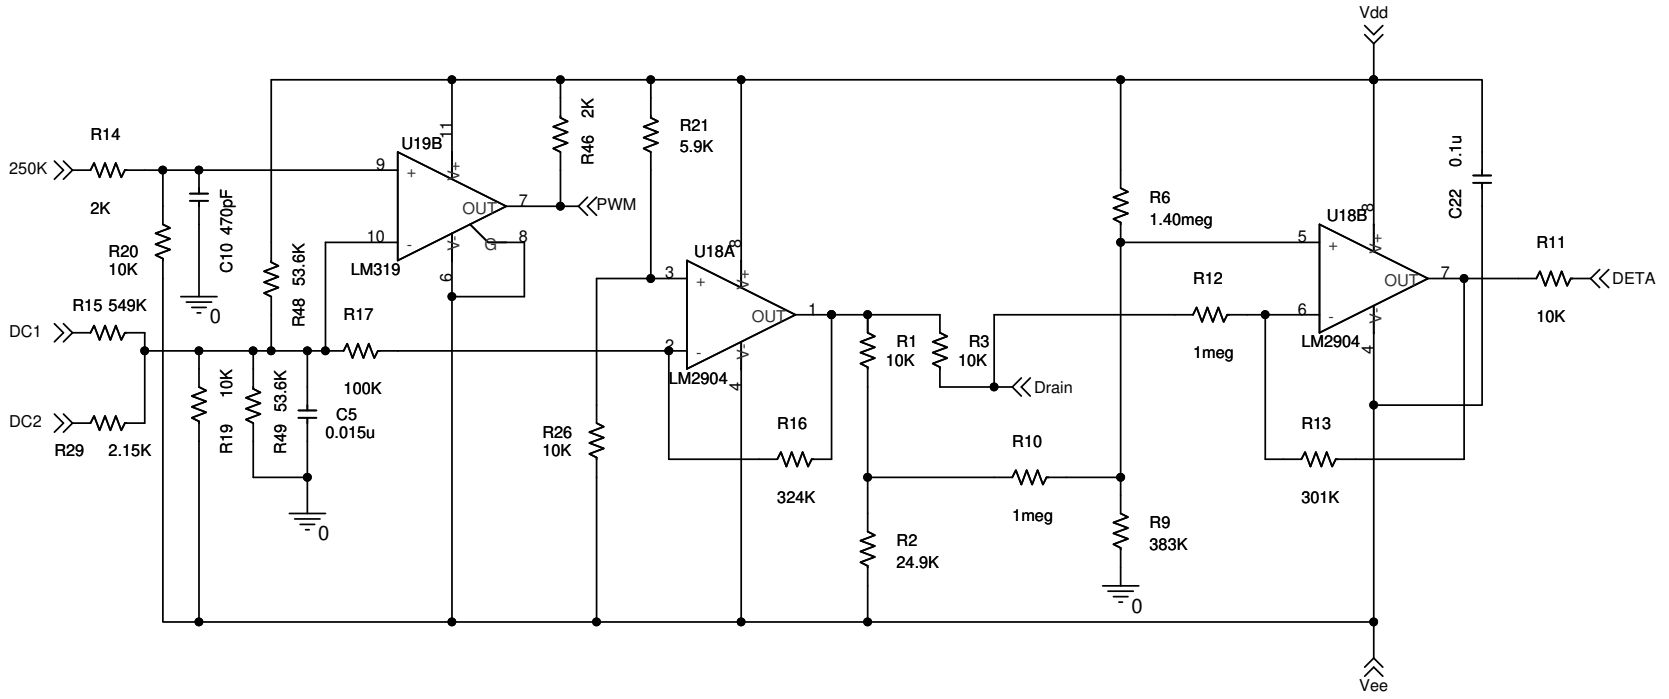 Vdd
250K
R14
2K
R20
10K
C10 470pF
0
R48 53.6K
U19B
11
9
+
V+
10
-
V-
OUT
7
G
8
6
LM319
R46 2K
PWM
R21
5.9K
U18A
8
3
+
V+
2
-
V-
OUT
1
4
LM2904
R15 549K
DC1
DC2
R29 2.15K
R19 10K
R49 53.6K
C5
0.015u
0
R17
100K
R26
10K
R16
324K
R1
10K
R3
10K
Drain
R2
24.9K
R10
1meg
R6
1.40meg
R9
383K
0
R12
1meg
U18B
8
5
+
V+
6
-
V-
OUT
7
4
LM2904
R13
301K
C22 0.1u
R11
10K
DETA
Vee